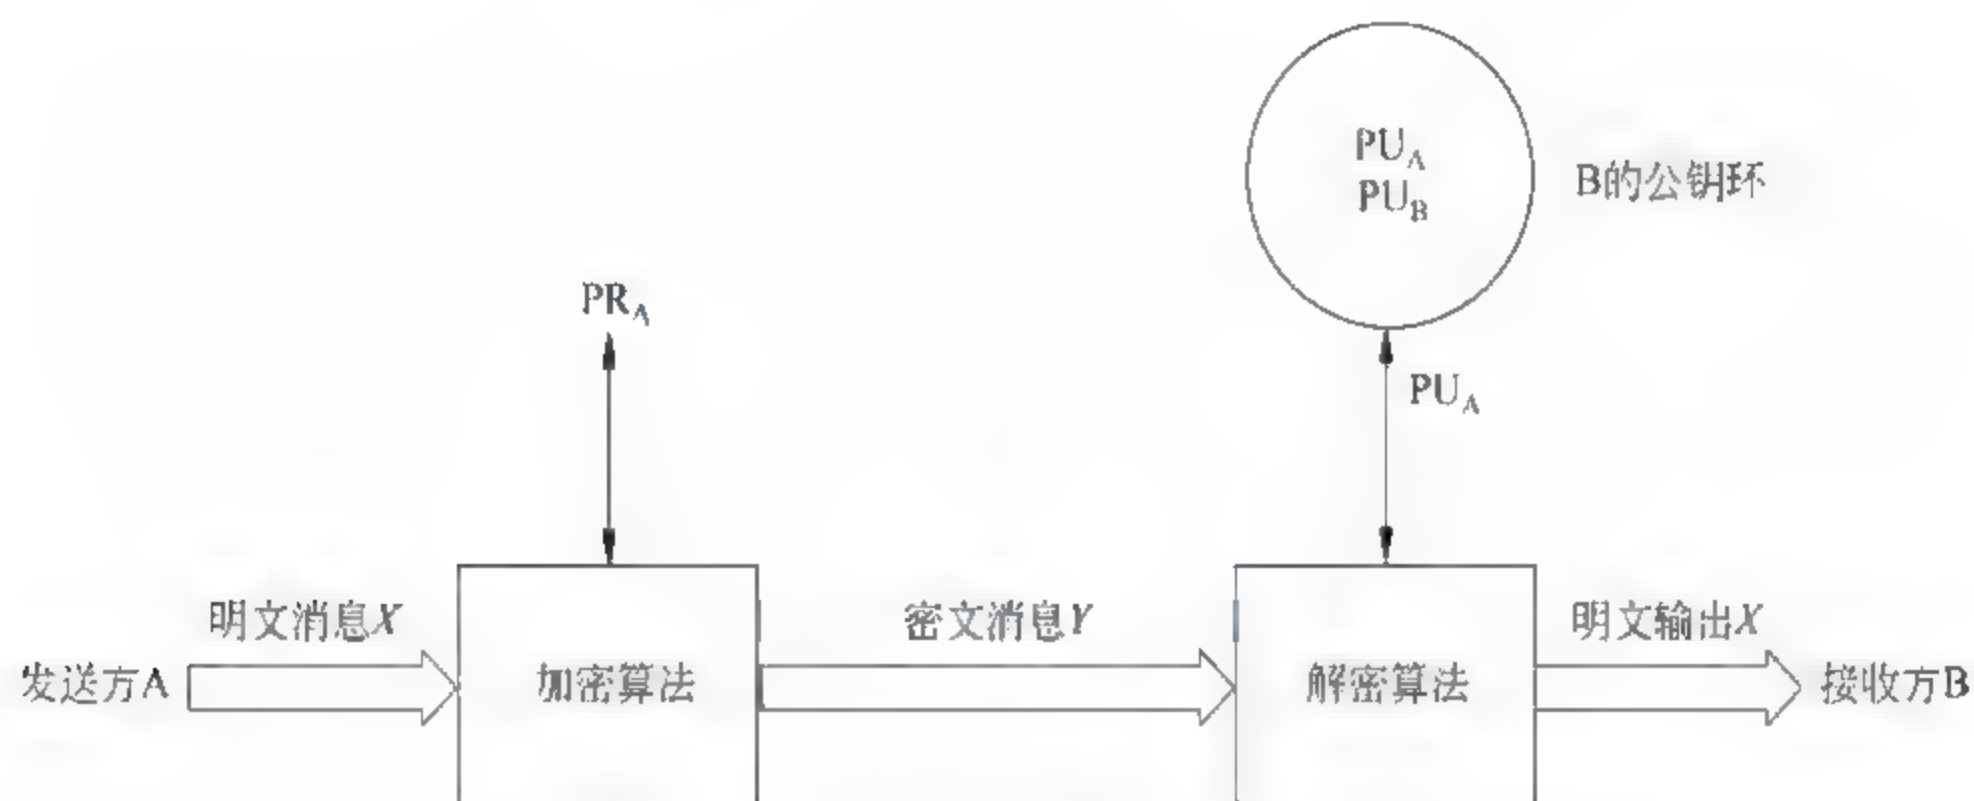 PU_A
PU_B
B的公钥环
PR_A
PU_A
明文消息X
密文消息Y
明文输出X
发送方A
加密算法
解密算法
接收方B